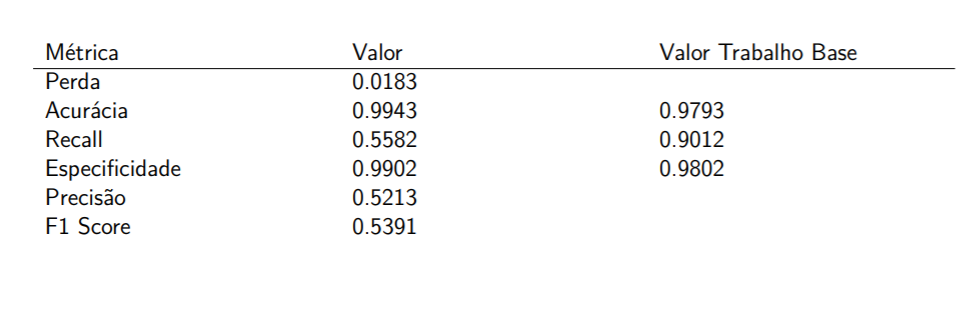 Métrica Valor Valor Trabalho Base
Perda 0.0183
Acurácia 0.9943 0.9793
Recall 0.5582 0.9012
Especificidade 0.9902 0.9802
Precisão 0.5213
F1 Score 0.5391